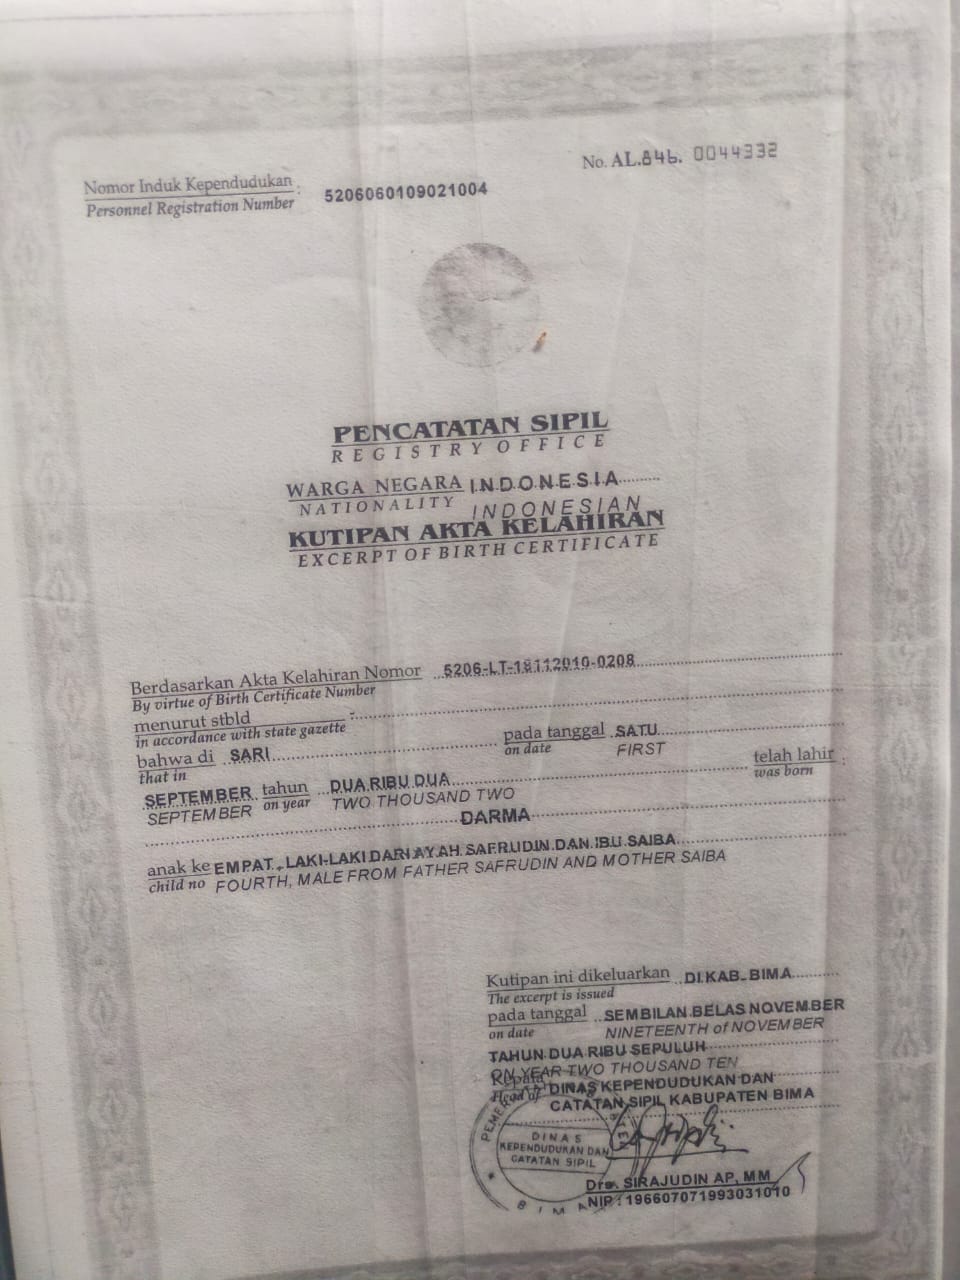 No. AL.846. 0044332
Nomor Induk Kependudukan : 5206060109021004
Personnel Registration Number
PENCATATAN SIPIL
REGISTRY OFFICE
WARGA NEGARA INDONESIA
NATIONALITY INDONESIAN
KUTIPAN AKTA KELAHIRAN
EXCERPT OF BIRTH CERTIFICATE
Berdasarkan Akta Kelahiran Nomor 5206-LT-18112010-0208
By virtue of Birth Certificate Number
menurut stbld -
in accordance with state gazette
bahwa di SARI pada tanggal SATU
that in on date FIRST
telah lahir :
was born
SEPTEMBER tahun DUA RIBU DUA
SEPTEMBER on year TWO THOUSAND TWO
DARMA
anak ke EMPAT, LAKI-LAKI DARI AYAH SAFRUDIN DAN IBU SAIBA
child no FOURTH, MALE FROM FATHER SAFRUDIN AND MOTHER SAIBA
Kutipan ini dikeluarkan DI KAB. BIMA
The excerpt is issued
pada tanggal SEMBILAN BELAS NOVEMBER
on date NINETEENTH of NOVEMBER
TAHUN DUA RIBU SEPULUH
ON YEAR TWO THOUSAND TEN
Kepala DINAS KEPENDUDUKAN DAN
Head of
CATATAN SIPIL KABUPATEN BIMA
DINAS
KEPENDUDUKAN DAN
CATATAN SIPIL
BIMA
Drs. SIRAJUDIN AP, MM
NIP : 196607071993031010